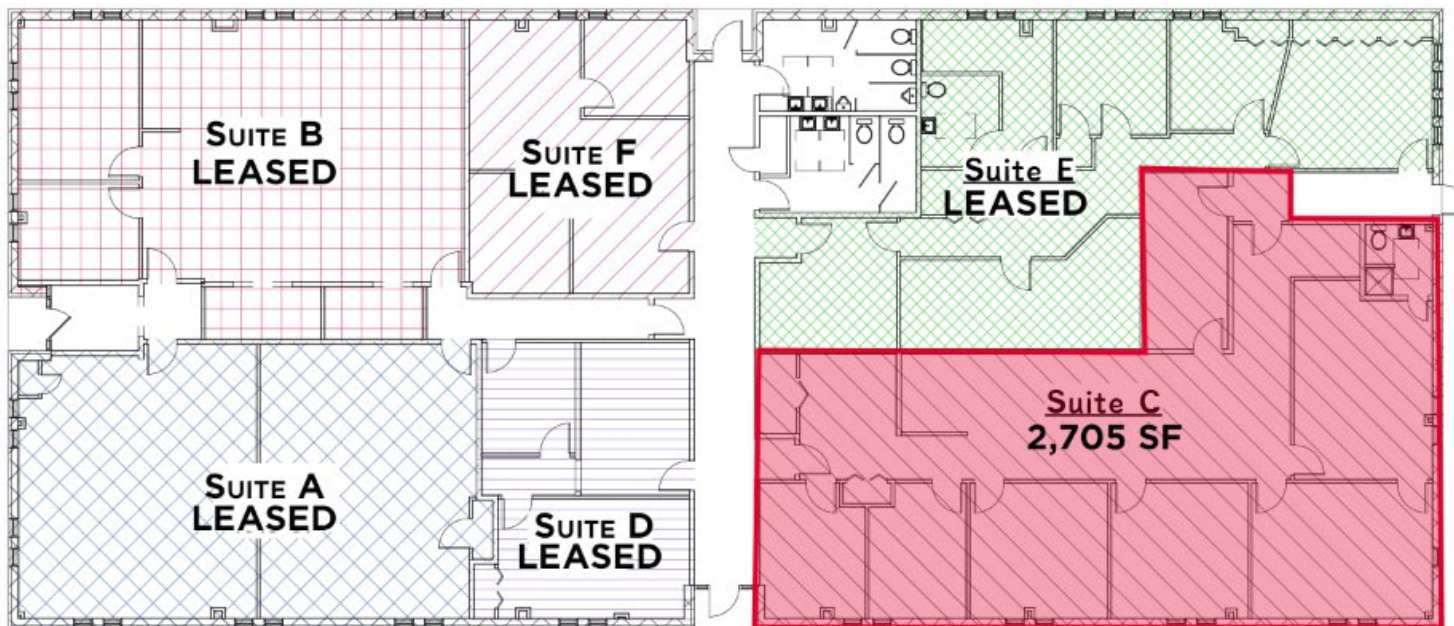 SUITE B
LEASED
SUITE F
LEASED
Suite E
LEASED
Suite C
2,705 SF
SUITE A
LEASED
SUITE D
LEASED